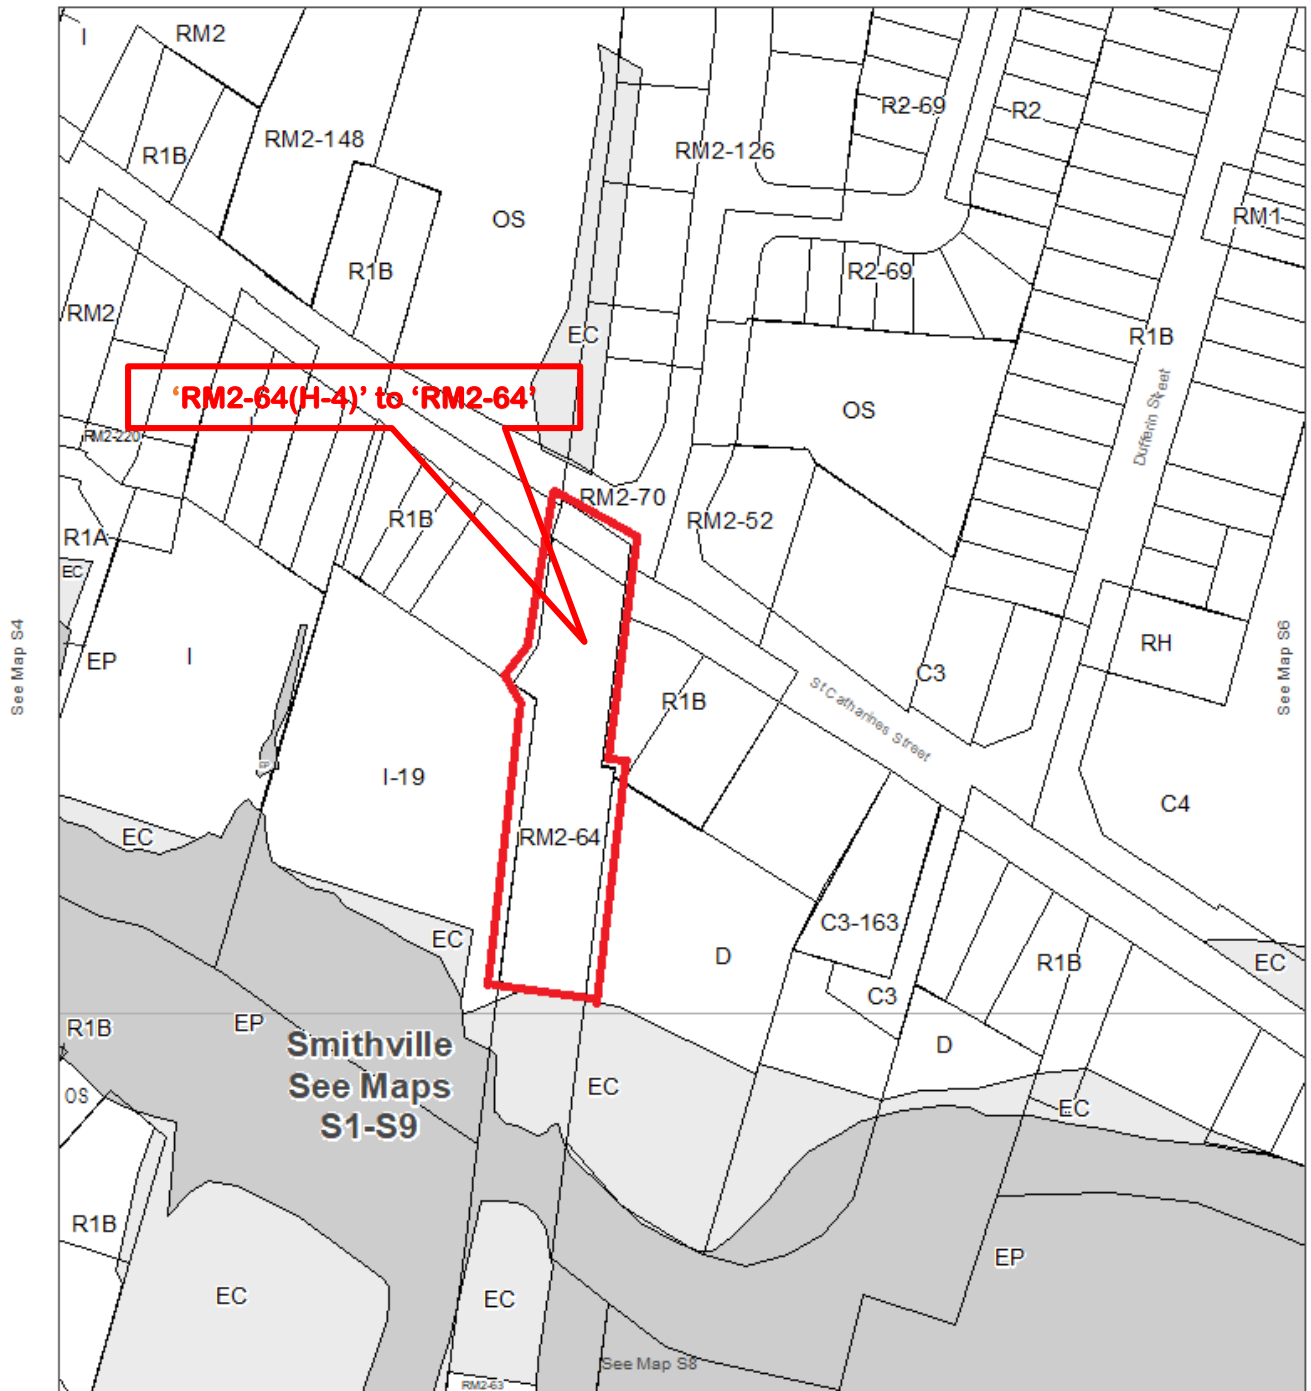 I
RM2
R2-69
R2
RM2-148
RM2-126
R1B
OS
RM1
R1B
R2-69
RM2
EC
R1B
Dufferin Street
‘RM2-64(H-4)’ to ‘RM2-64’
OS
I
RM2-220
RM2-70
R1B
RM2-52
R1A
EC
See Map S4
EP
I
RH
See Map S6
C3
R1B
St Catharines Street
EP
I-19
C4
EC
RM2-64
C3-163
EC
D
R1B
EC
C3
R1B
EP
D
Smithville
See Maps
S1-S9
OS
EC
EC
R1B
EP
EC
EC
See Map S8
RM2-63